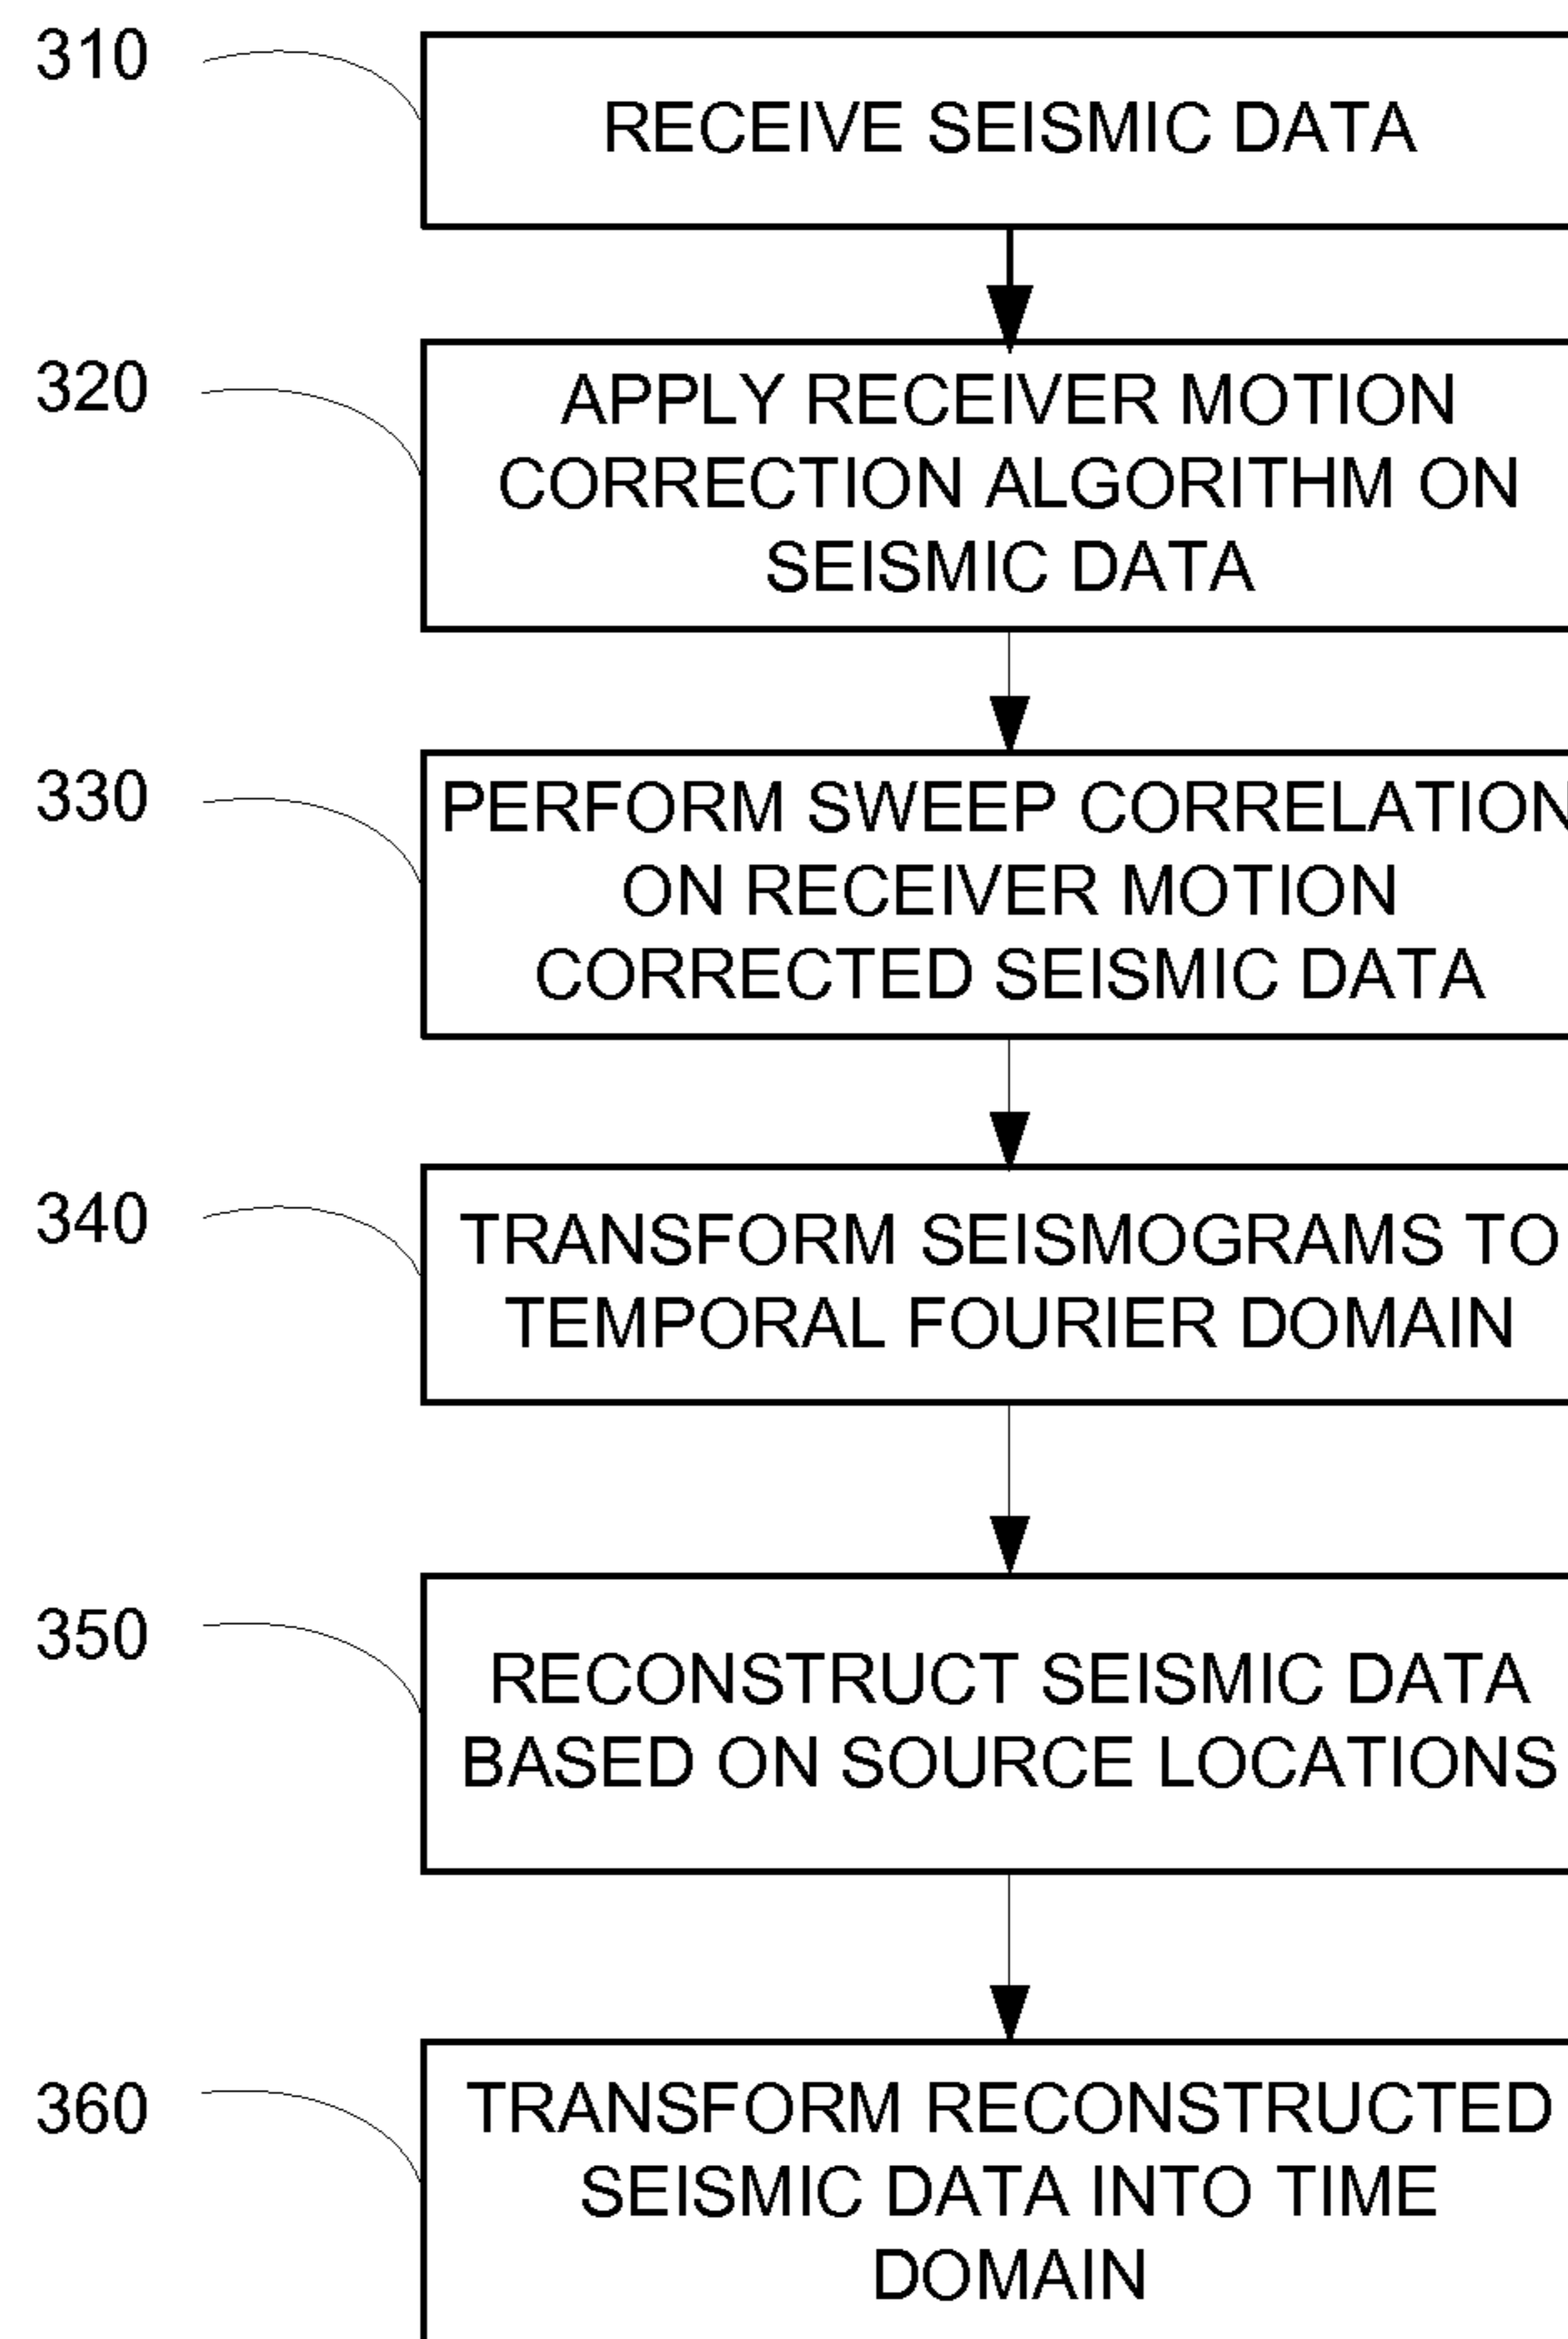 310
RECEIVE SEISMIC DATA
320
APPLY RECEIVER MOTION
CORRECTION ALGORITHM ON
SEISMIC DATA
330
PERFORM SWEEP CORRELATION
ON RECEIVER MOTION
CORRECTED SEISMIC DATA
340
TRANSFORM SEISMOGRAMS TO
TEMPORAL FOURIER DOMAIN
350
RECONSTRUCT SEISMIC DATA
BASED ON SOURCE LOCATIONS
360
TRANSFORM RECONSTRUCTED
SEISMIC DATA INTO TIME
DOMAIN